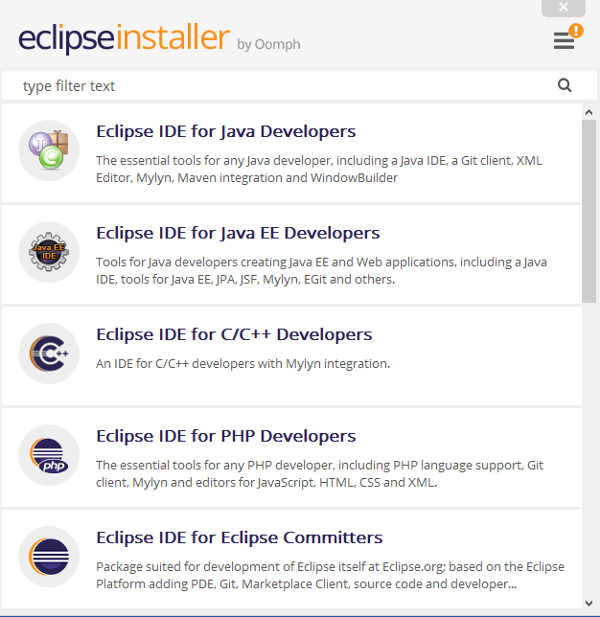 eclipseinstaller by Oomph
!
type filter text
Eclipse IDE for Java Developers
The essential tools for any Java developer, including a Java IDE, a Git client, XML
Editor, Mylyn, Maven integration and WindowBuilder
J
C
Eclipse IDE for Java EE Developers
Tools for Java developers creating Java EE and Web applications, including a Java
IDE, tools for Java EE, JPA, JSF, Mylyn, EGit and others.
Java EE
IDE
Eclipse IDE for C/C++ Developers
An IDE for C/C++ developers with Mylyn integration.
C++
Eclipse IDE for PHP Developers
The essential tools for any PHP developer, including PHP language support, Git
client, Mylyn and editors for JavaScript, HTML, CSS and XML.
php
Eclipse IDE for Eclipse Committers
Package suited for development of Eclipse itself at Eclipse.org; based on the Eclipse
Platform adding PDE, Git, Marketplace Client, source code and developer...